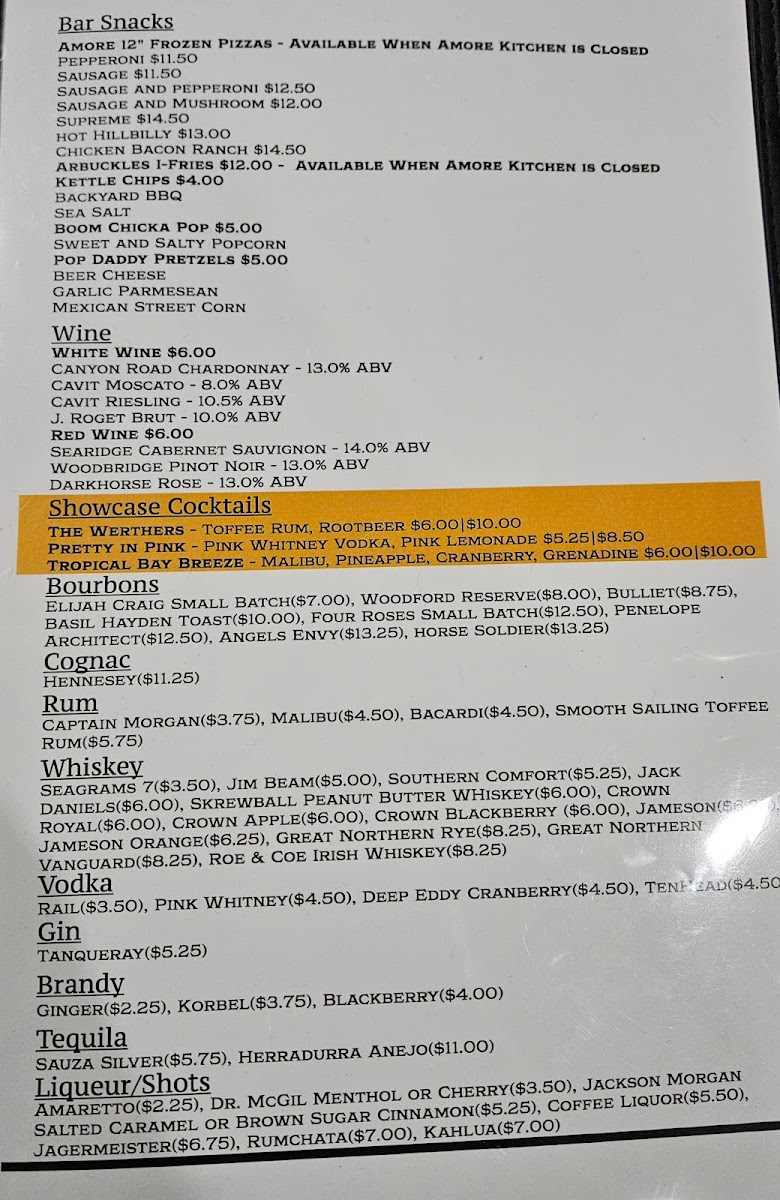 Bar Snacks
Amore 12" Frozen Pizzas - Available When Amore Kitchen is Closed
Pepperoni $11.50
Sausage $11.50
Sausage and pepperoni $12.50
Sausage and Mushroom $12.00
Supreme $14.50
Hot Hillbilly $13.00
Chicken Bacon Ranch $14.50
Arbuckles I-Fries $12.00 - Available When Amore Kitchen is Closed
Kettle Chips $4.00
Backyard BBQ
Sea Salt
Boom Chicka Pop $5.00
Sweet and Salty Popcorn
Pop Daddy Pretzels $5.00
Beer Cheese
Garlic Parmesean
Mexican Street Corn
Wine
White Wine $6.00
Canyon Road Chardonnay - 13.0% ABV
Cavit Moscato - 8.0% ABV
Cavit Riesling - 10.5% ABV
J. Roget Brut - 10.0% ABV
Red Wine $6.00
Searidge Cabernet Sauvignon - 14.0% ABV
Woodbridge Pinot Noir - 13.0% ABV
Darkhorse Rose - 13.0% ABV
Showcase Cocktails
The Werthers - Toffee Rum, Rootbeer $6.00|$10.00
Pretty in Pink - Pink Whitney Vodka, Pink Lemonade $5.25|$8.50
Tropical Bay Breeze - Malibu, Pineapple, Cranberry, Grenadine $6.00|$10.00
Bourbons
Elijah Craig Small Batch($7.00), Woodford Reserve($8.00), Bulliet($8.75),
Basil Hayden Toast($10.00), Four Roses Small Batch($12.50), Penelope
Architect($12.50), Angels Envy($13.25), Horse Soldier($13.25)
Cognac
Hennesey($11.25)
Rum
Captain Morgan($3.75), Malibu($4.50), Bacardi($4.50), Smooth Sailing Toffee
Rum($5.75)
Whiskey
Seagrams 7($3.50), Jim Beam($5.00), Southern Comfort($5.25), Jack
Daniels($6.00), Skrewball Peanut Butter WHiskey($6.00), Crown
Royal($6.00), Crown Apple($6.00), Crown Blackberry ($6.00), Jameson
Jameson Orange($6.25), Great Northern Rye($8.25), Great Northern
Vanguard($8.25), Roe & Coe Irish Whiskey($8.25)
Vodka
Rail($3.50), Pink Whitney($4.50), Deep Eddy Cranberry($4.50), TenHead($4.50
Gin
Tanqueray($5.25)
Brandy
Ginger($2.25), Korbel($3.75), Blackberry($4.00)
Tequila
Sauza Silver($5.75), Herradurra Anejo($11.00)
Liqueur/Shots
Amaretto($2.25), Dr. McGil Menthol or Cherry($3.50), Jackson Morgan
Salted Caramel or Brown Sugar Cinnamon($5.25), Coffee Liquor($5.50),
Jagermeister($6.75), Rumchata($7.00), Kahlua($7.00)